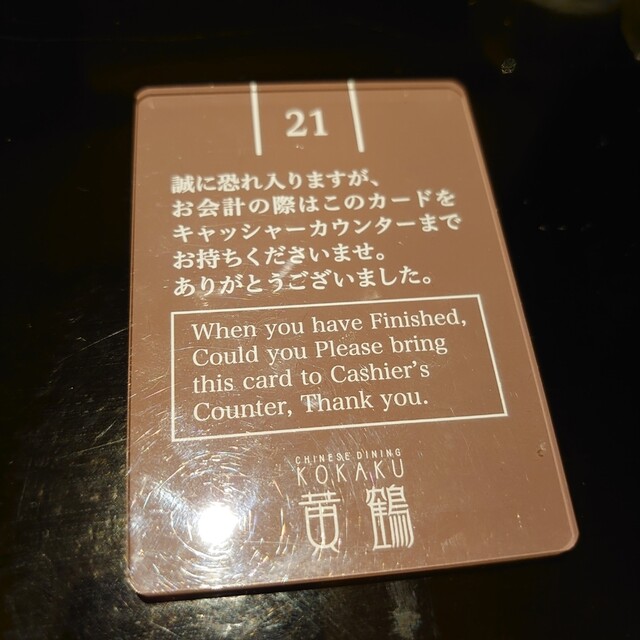 21
誠に恐れ入りますが、
お会計の際はこのカードを
キャッシャーカウンターまで
お持ちくださいませ。
ありがとうございました。
When you have Finished,
Could you Please bring
this card to Cashier's
Counter, Thank you.
CHINESE DINING
KOKAKU
黄鶴